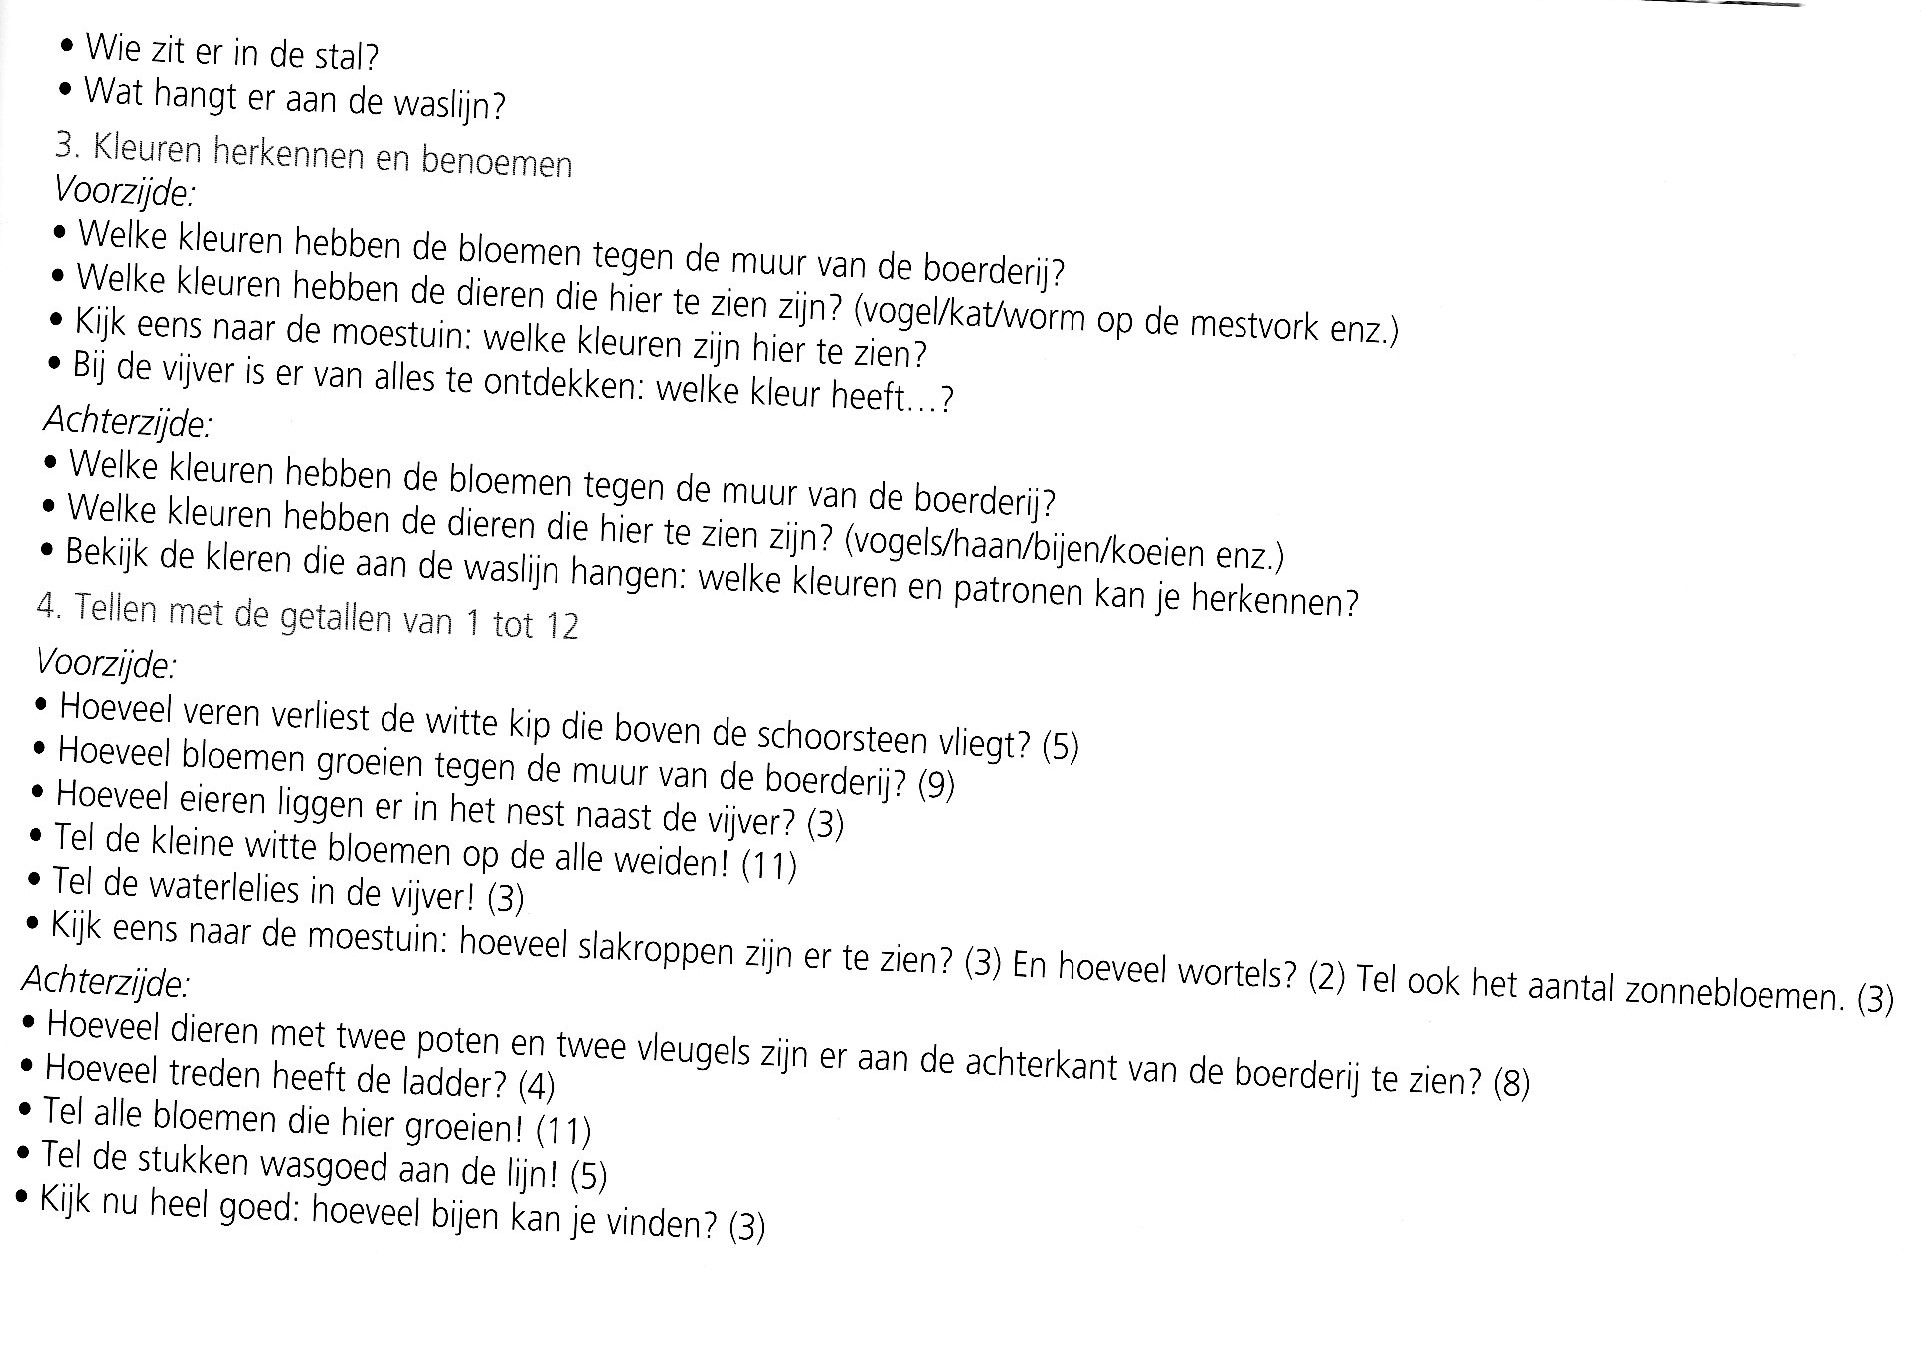 • Wie zit er in de stal?
• Wat hangt er aan de waslijn?
3. Kleuren herkennen en benoemen
Voorzijde:
• Welke kleuren hebben de bloemen tegen de muur van de boerderij?
• Welke kleuren hebben de dieren die hier te zien zijn? (vogel/kat/worm op de mestvork enz.)
• Kijk eens naar de moestuin: welke kleuren zijn hier te zien?
• Bij de vijver is er van alles te ontdekken: welke kleur heeft...?
Achterzijde:
• Welke kleuren hebben de bloemen tegen de muur van de boerderij?
• Welke kleuren hebben de dieren die hier te zien zijn? (vogels/haan/bijen/koeien enz.)
• Bekijk de kleren die aan de waslijn hangen: welke kleuren en patronen kan je herkennen?
4. Tellen met de getallen van 1 tot 12
Voorzijde:
• Hoeveel veren verliest de witte kip die boven de schoorsteen vliegt? (5)
• Hoeveel bloemen groeien tegen de muur van de boerderij? (9)
• Hoeveel eieren liggen er in het nest naast de vijver? (3)
• Tel de kleine witte bloemen op de alle weiden! (11)
• Tel de waterlelies in de vijver! (3)
• Kijk eens naar de moestuin: hoeveel slakroppen zijn er te zien? (3) En hoeveel wortels? (2) Tel ook het aantal zonnebloemen. (3)
Achterzijde:
• Hoeveel dieren met twee poten en twee vleugels zijn er aan de achterkant van de boerderij te zien? (8)
• Hoeveel treden heeft de ladder? (4)
• Tel alle bloemen die hier groeien! (11)
• Tel de stukken wasgoed aan de lijn! (5)
• Kijk nu heel goed: hoeveel bijen kan je vinden? (3)